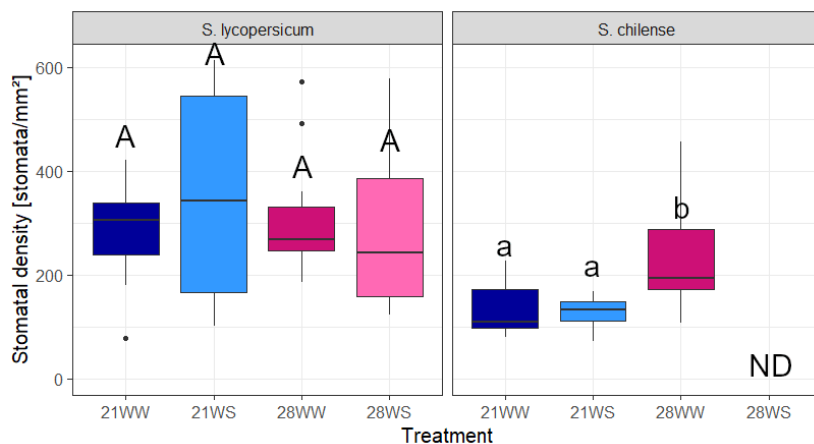 S. lycopersicum
S. chilense
Stomatal density [stomata/mm²]
600
400
200
0
A
A
A
A
a
a
b
ND
21WW
21WS
28WW
28WS
21WW
21WS
28WW
28WS
Treatment